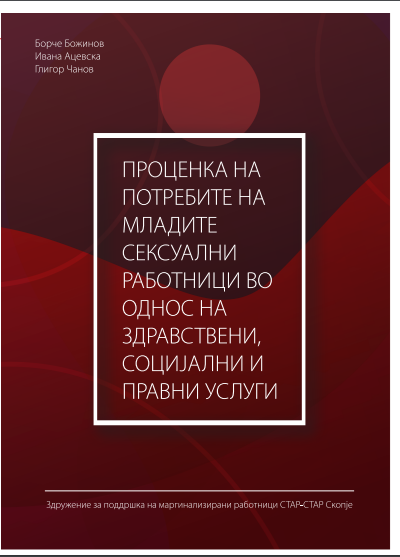 Борче Божинов
Ивана Ацевска
Глигор Чанов
ПРОЦЕНКА НА
ПОТРЕБИТЕ НА
МЛАДИТЕ
СЕКСУАЛНИ
РАБОТНИЦИ ВО
ОДНОС НА
ЗДРАВСТВЕНИ,
СОЦИЈАЛНИ И
ПРАВНИ УСЛУГИ
Здружение за поддршка на маргинализирани работници СТАР-СТАР Скопје